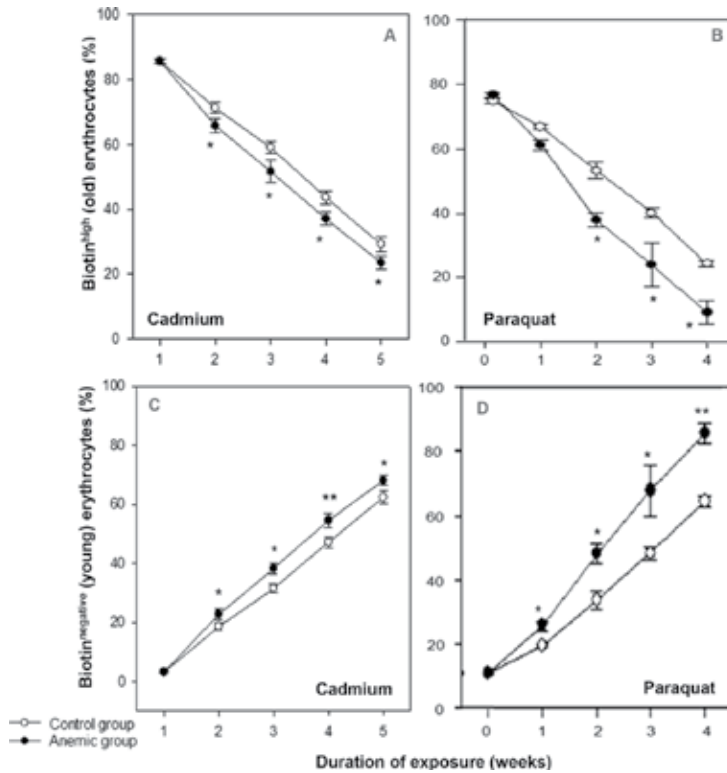 A
B
Biotinhigh (old) erythrocytes (%)
100
80
60
40
20
0
100
80
60
40
20
0
*
*
*
*
*
*
*
Cadmium
Paraquat
1 2 3 4 5
0 1 2 3 4
C
D
Biotinnegative (young) erythrocytes (%)
100
80
60
40
20
0
100
80
60
40
20
0
*
*
**
*
*
*
*
**
Cadmium
Paraquat
1 2 3 4 5
0 1 2 3 4
Control group
Anemic group
Duration of exposure (weeks)